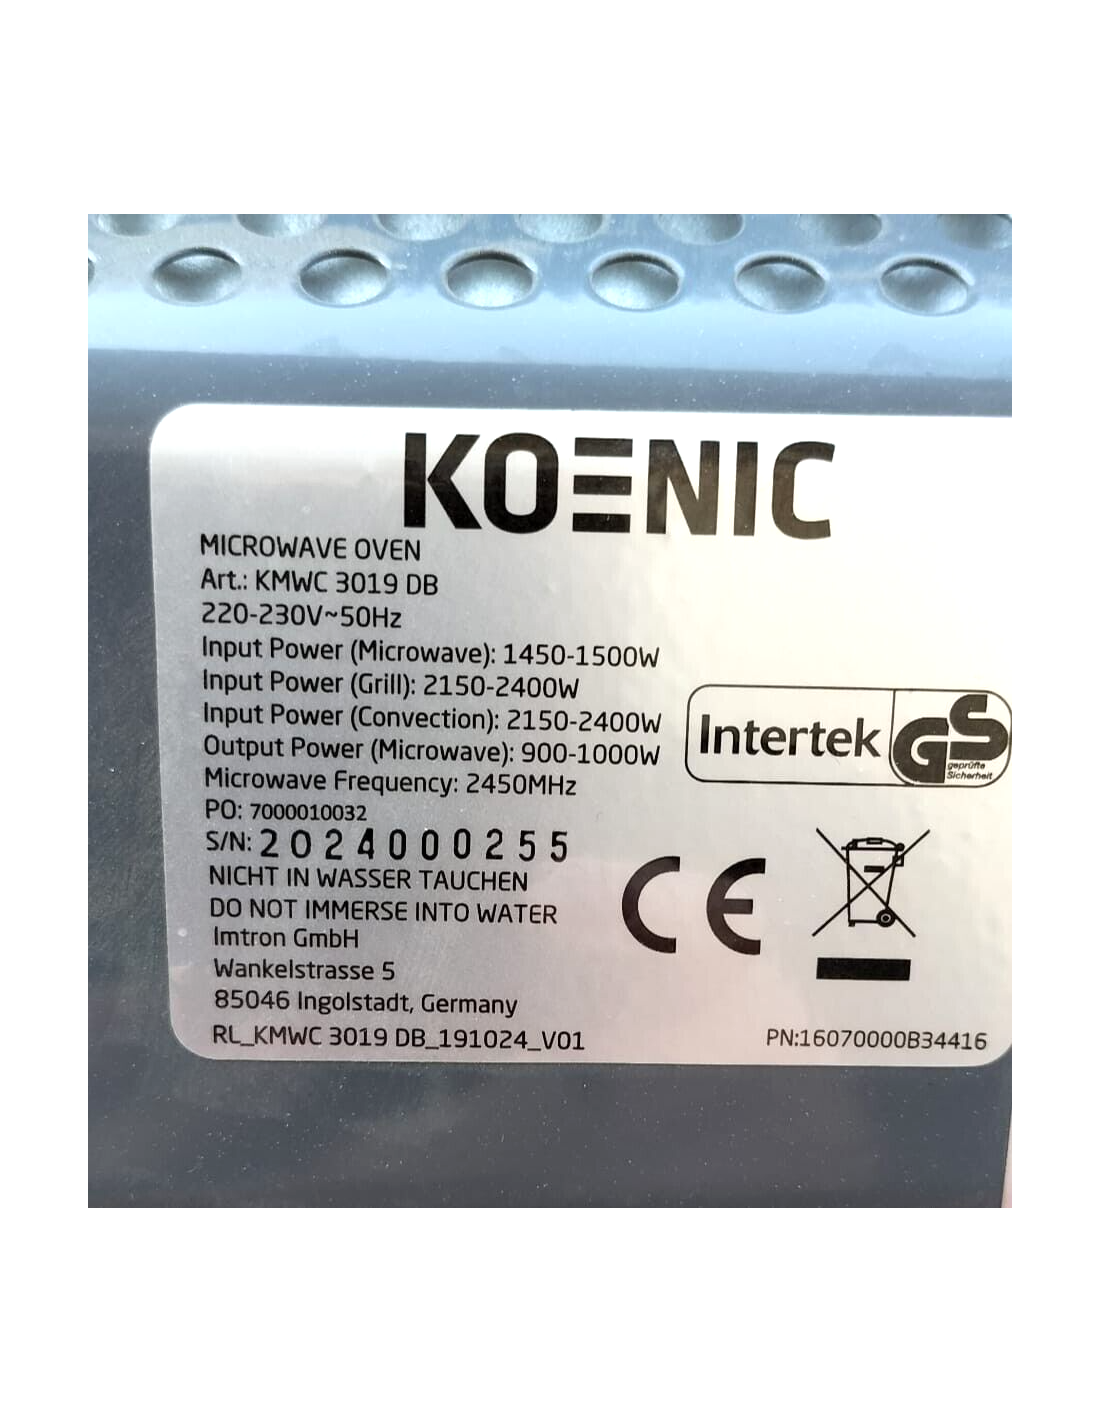 KOENIC
MICROWAVE OVEN
Art.: KMWC 3019 DB
220-230V~50Hz
Input Power (Microwave): 1450-1500W
Input Power (Grill): 2150-2400W
Input Power (Convection): 2150-2400W
Output Power (Microwave): 900-1000W
Microwave Frequency: 2450MHz
PO: 7000010032
S/N: 2024000255
NICHT IN WASSER TAUCHEN
DO NOT IMMERSE INTO WATER
Imtron GmbH
Wankelstrasse 5
85046 Ingolstadt, Germany
RL_KMWC 3019 DB_191024_V01
Intertek
GS
geprüfte
Sicherheit
CE
PN:16070000B34416